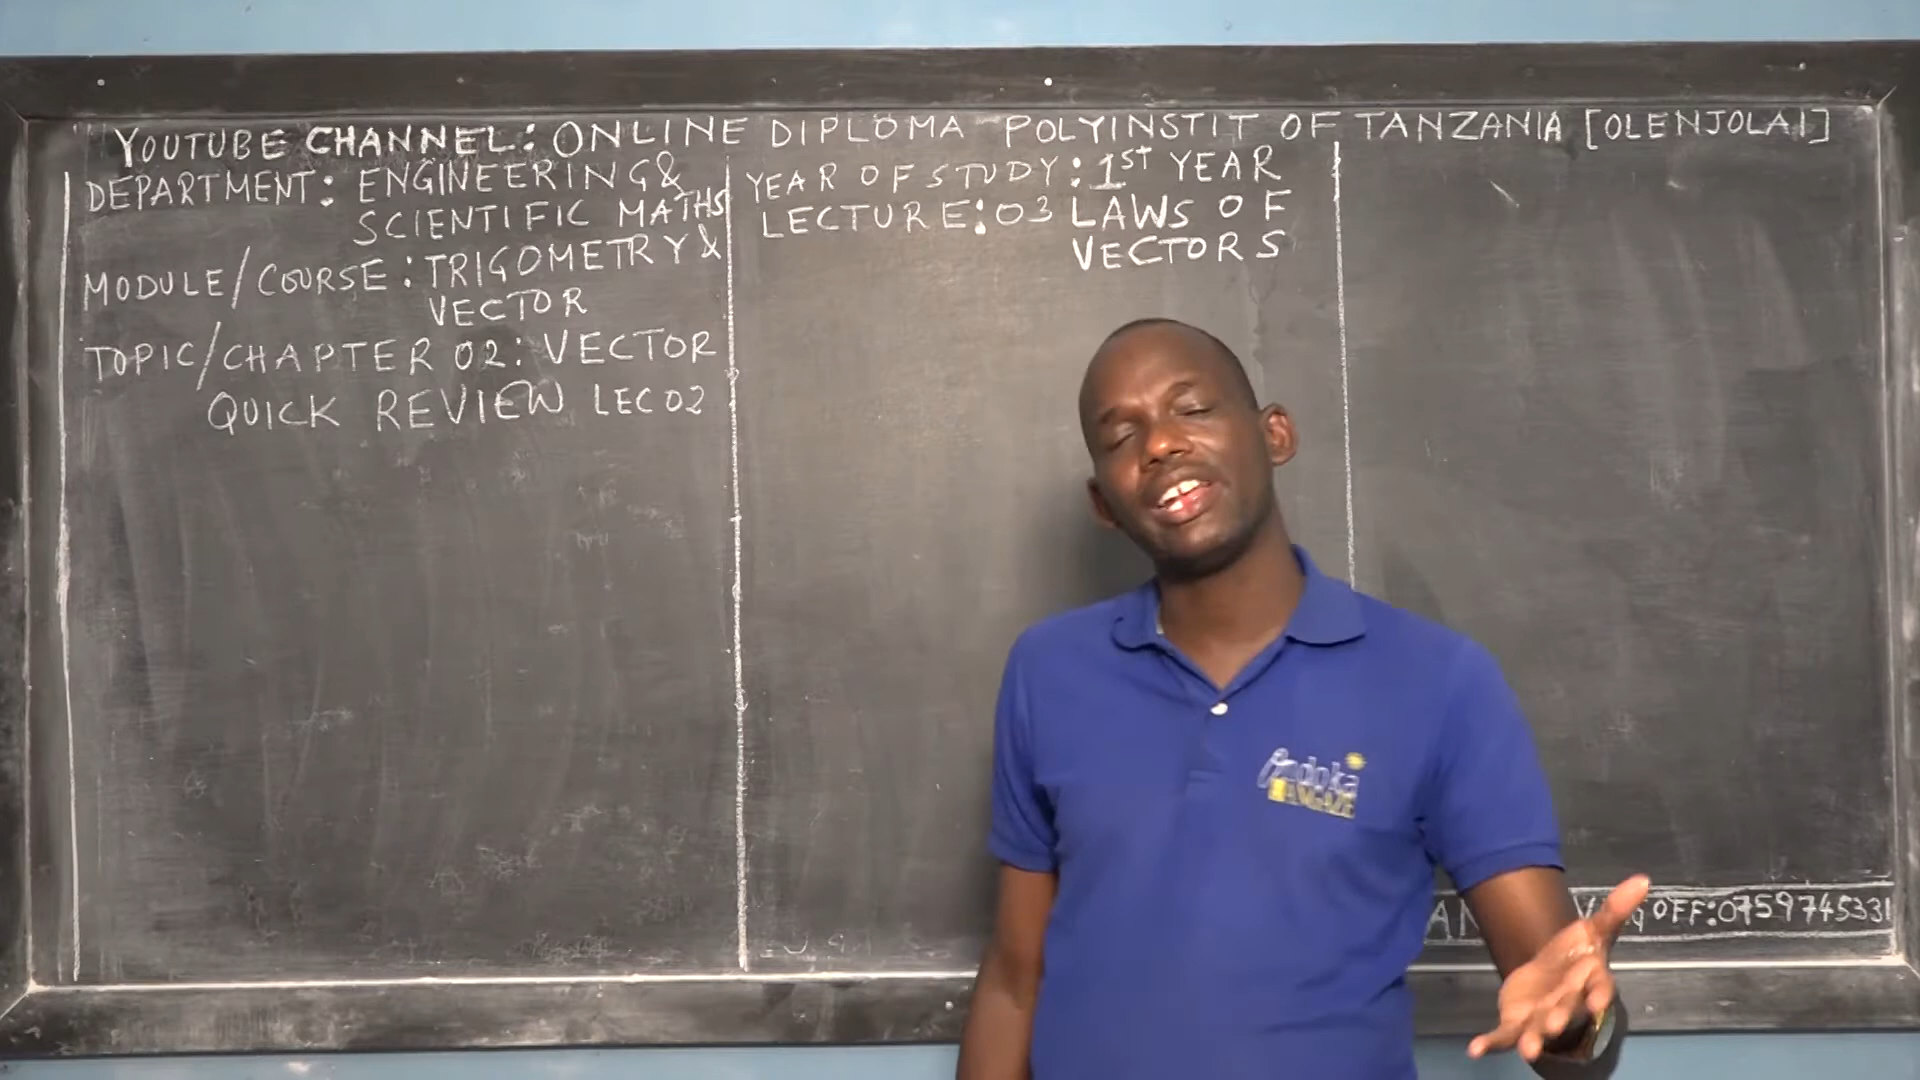 YOUTUBE CHANNEL: ONLINE DIPLOMA POLYINSTIT OF TANZANIA [OLENJOLAI]
DEPARTMENT: ENGINEERING &
SCIENTIFIC MATHS
MODULE/COURSE: TRIGOMETRY &
VECTOR
TOPIC/CHAPTER 02: VECTOR
QUICK REVIEW LEC 02
YEAR OF STUDY: 1ST YEAR
LECTURE: 03 LAWS OF
VECTORS
OFF: 0759745331